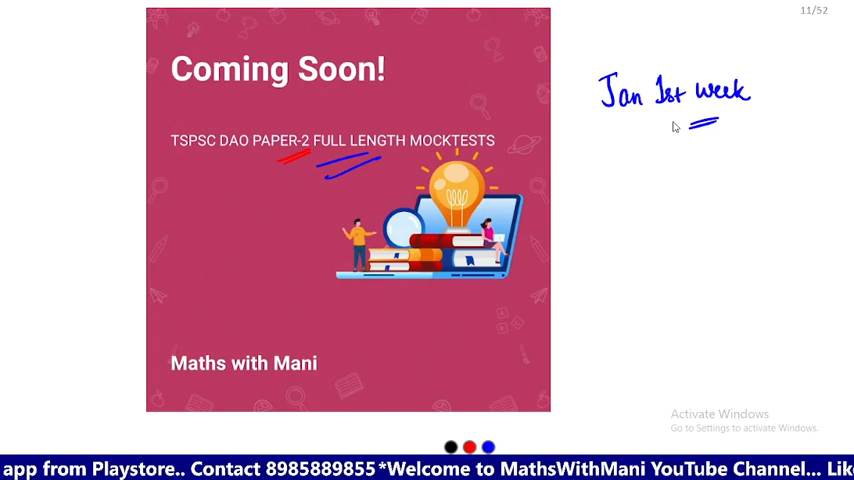 11/52
Coming Soon!
Jan 1st week
TSPSC DAO PAPER-2 FULL LENGTH MOCKTESTS
Maths with Mani
Activate Windows
Go to Settings to activate Windows.
app from Playstore.. Contact 8985889855 *Welcome to MathsWithMani YouTube Channel... Like